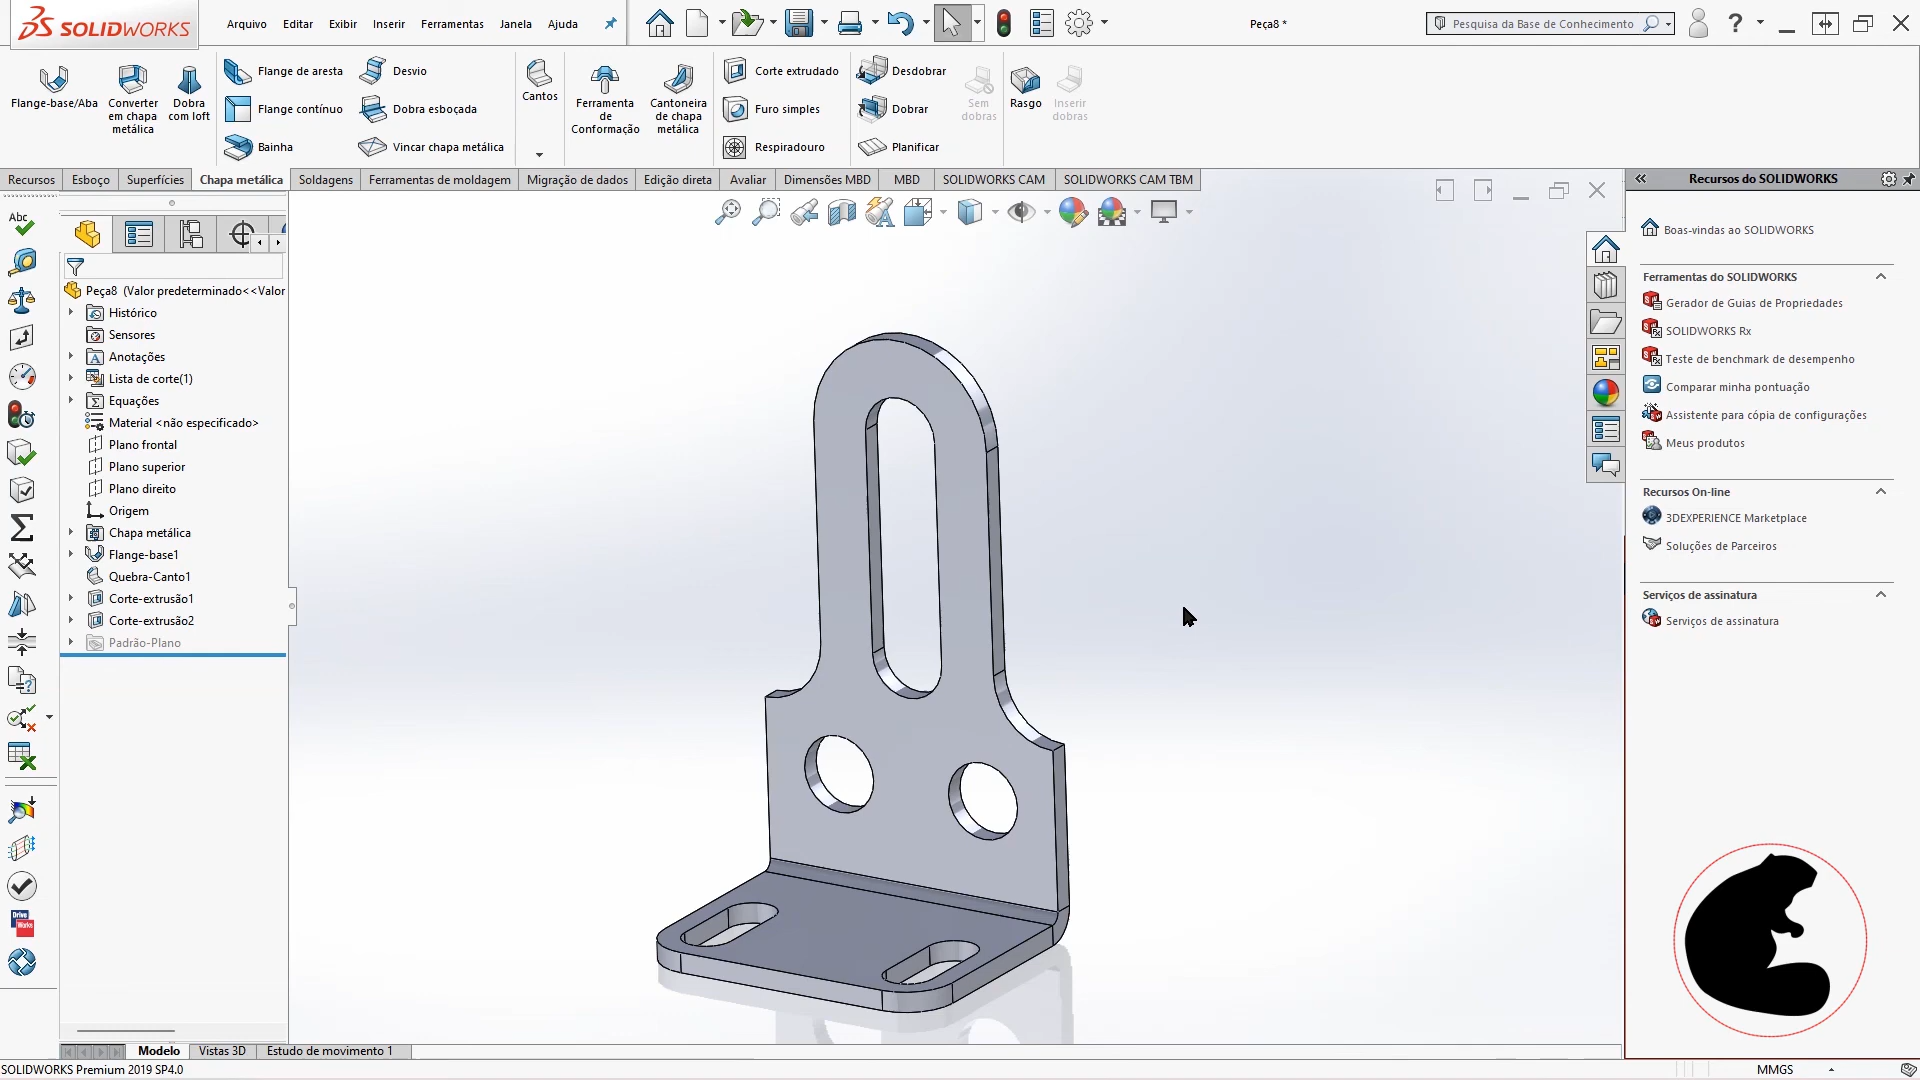 SOLIDWORKS
Arquivo
Editar
Exibir
Inserir
Ferramentas
Janela
Ajuda
Peça8 *
Pesquisa da Base de Conhecimento
?
Flange-base/Aba
Converter
em chapa
metálica
Dobra
com loft
Flange de aresta
Flange contínuo
Bainha
Desvio
Dobra esboçada
Vincar chapa metálica
Cantos
Ferramenta
de
Conformação
Cantoneira
de chapa
metálica
Corte extrudado
Furo simples
Respiradouro
Desdobrar
Dobrar
Planificar
Sem
dobras
Rasgo
Inserir
dobras
Recursos
Esboço
Superfícies
Chapa metálica
Soldagens
Ferramentas de moldagem
Migração de dados
Edição direta
Avaliar
Dimensões MBD
MBD
SOLIDWORKS CAM
SOLIDWORKS CAM TBM
Abc
Peça8 (Valor predeterminado<<Valor
Histórico
Sensores
Anotações
Lista de corte(1)
Equações
Material <não especificado>
Plano frontal
Plano superior
Plano direito
Origem
Chapa metálica
Flange-base1
Quebra-Canto1
Corte-extrusão1
Corte-extrusão2
Padrão-Plano
Recursos do SOLIDWORKS
Boas-vindas ao SOLIDWORKS
Ferramentas do SOLIDWORKS
Gerador de Guias de Propriedades
SOLIDWORKS Rx
Teste de benchmark de desempenho
Comparar minha pontuação
Assistente para cópia de configurações
Meus produtos
Recursos On-line
3DEXPERIENCE Marketplace
Soluções de Parceiros
Serviços de assinatura
Serviços de assinatura
Drive
Works
Modelo
Vistas 3D
Estudo de movimento 1
SOLIDWORKS Premium 2019 SP4.0
MMGS